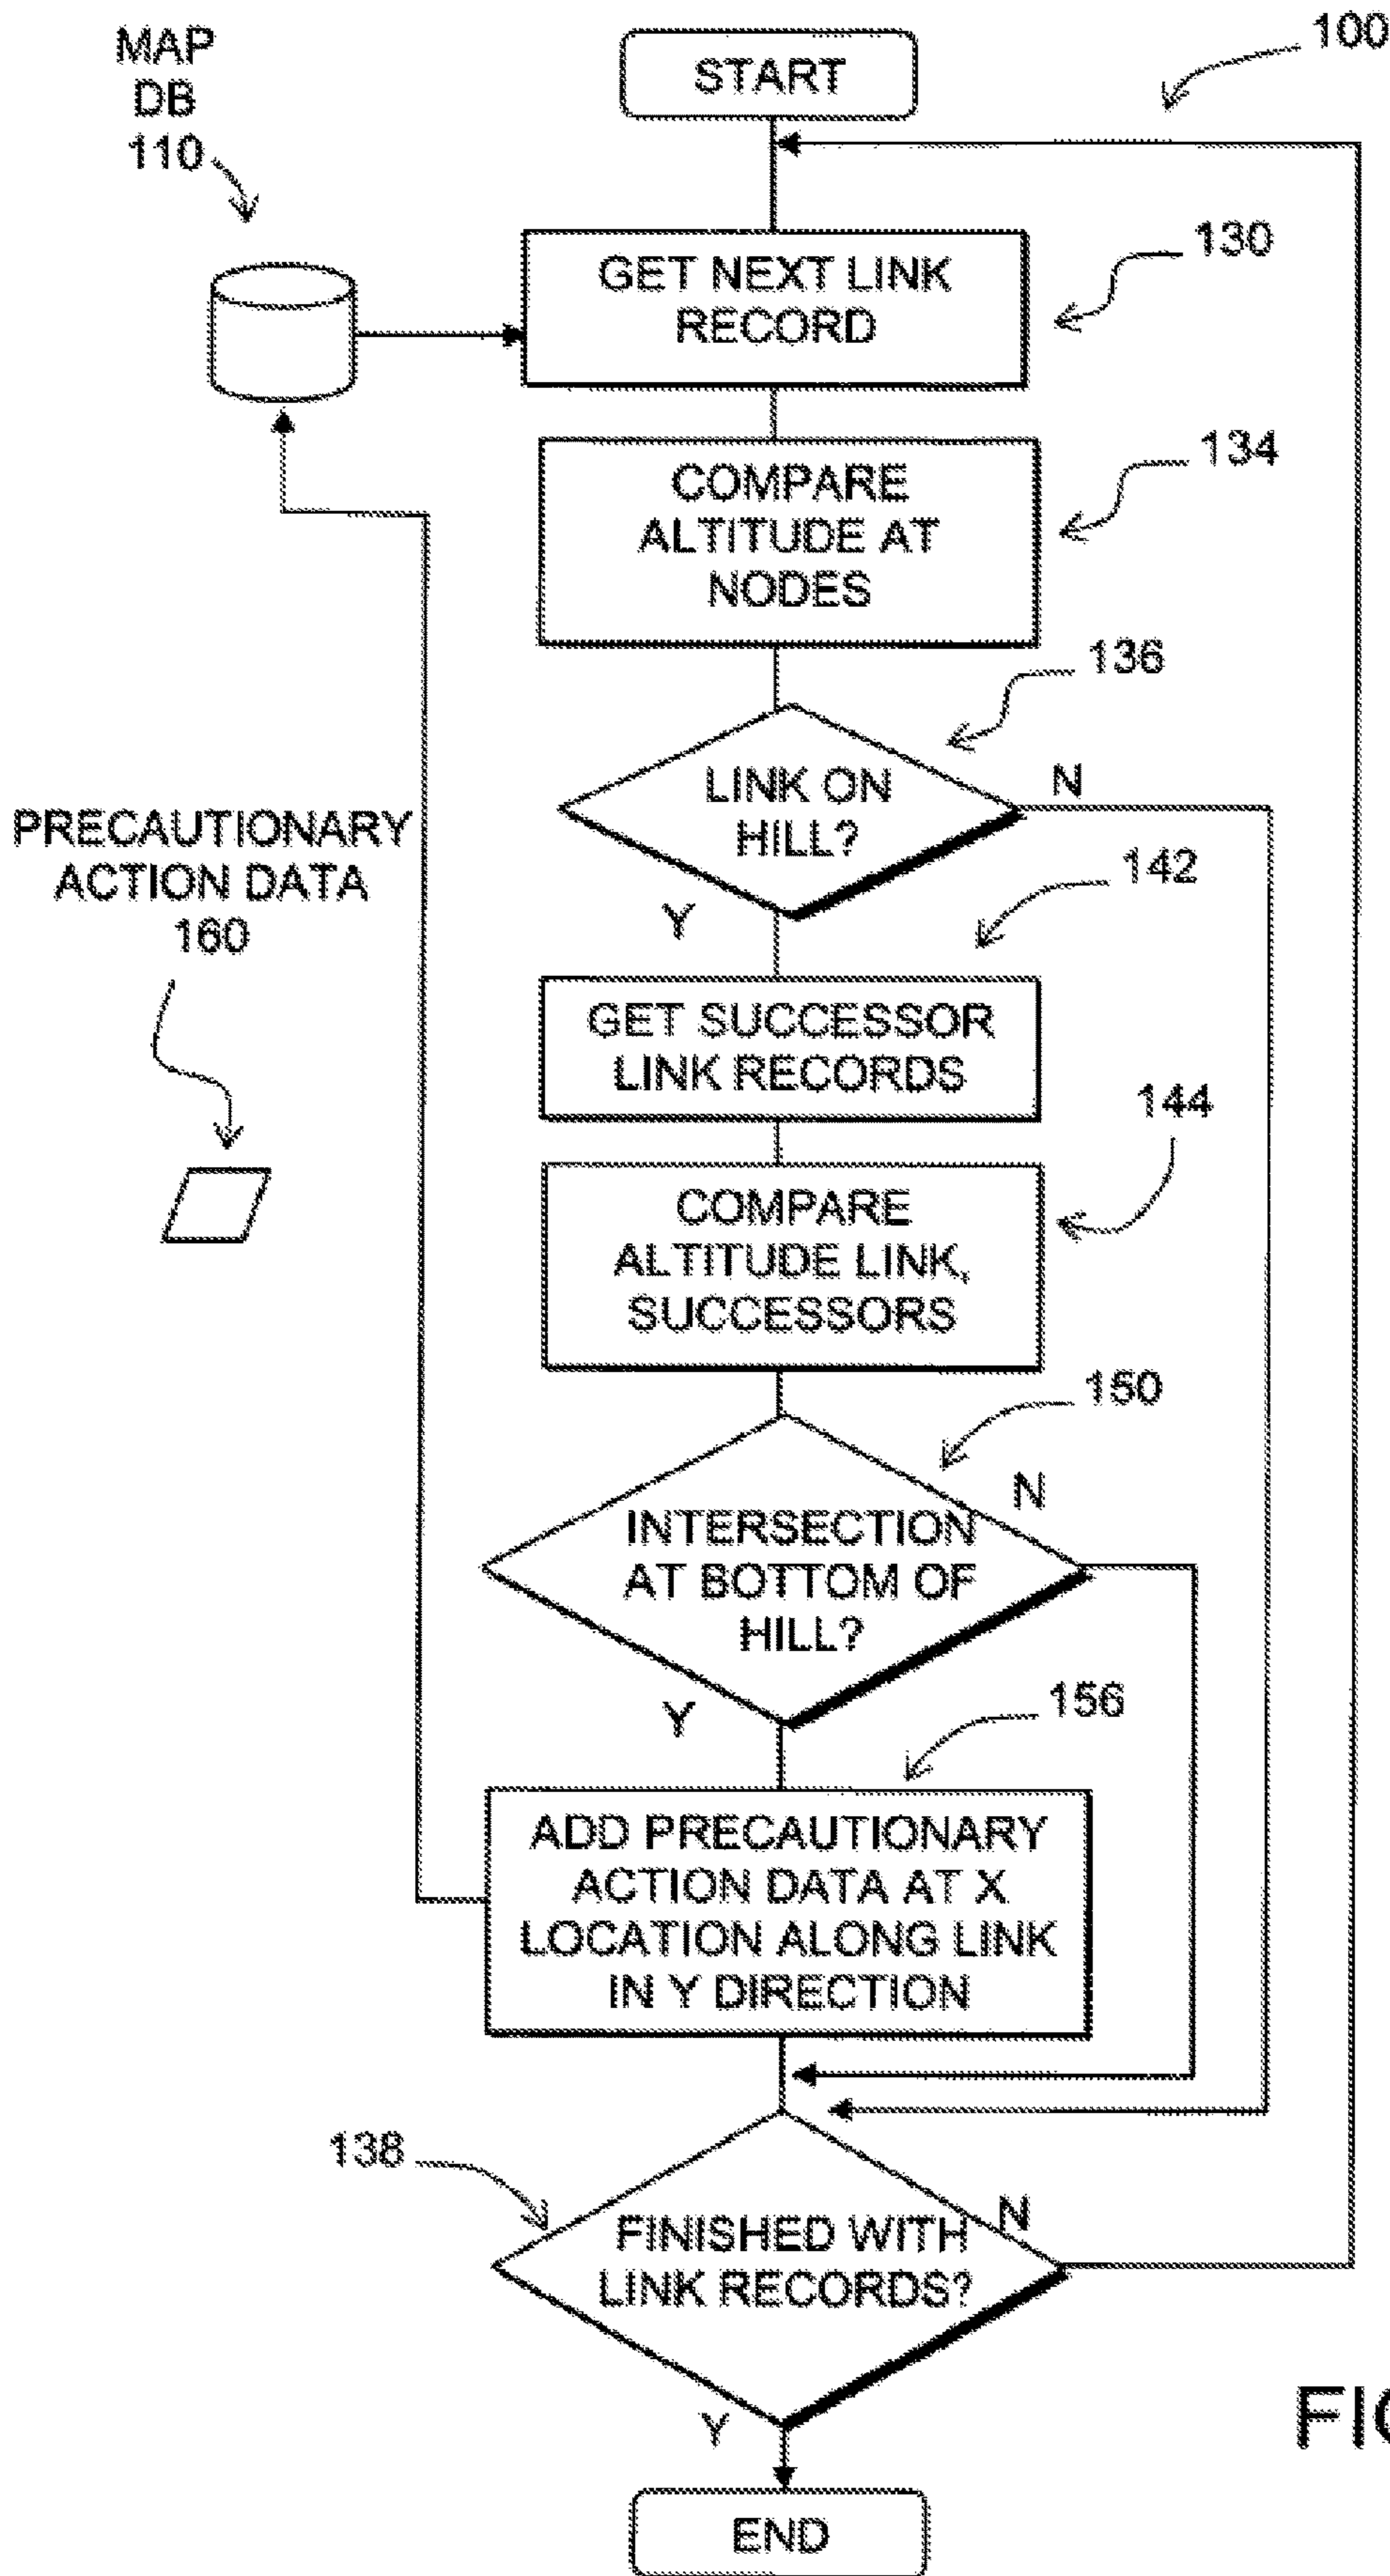 100
MAP
DB
110
START
GET NEXT LINK
RECORD
130
COMPARE
ALTITUDE AT
NODES
134
136
LINK ON
HILL?
N
Y
PRECAUTIONARY
ACTION DATA
160
142
GET SUCCESSOR
LINK RECORDS
144
COMPARE
ALTITUDE LINK,
SUCCESSORS
150
INTERSECTION
AT BOTTOM OF
HILL?
N
Y
156
ADD PRECAUTIONARY
ACTION DATA AT X
LOCATION ALONG LINK
IN Y DIRECTION
138
FINISHED WITH
LINK RECORDS?
N
Y
END